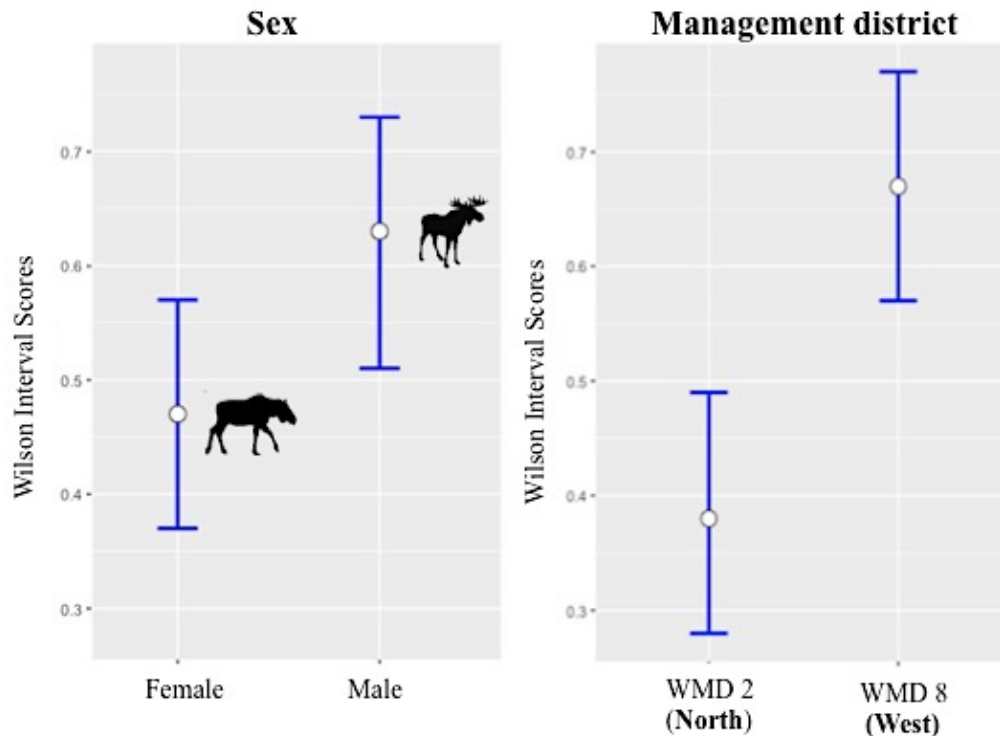 Sex
Wilson Interval Scores
0.7
0.6
0.5
0.4
0.3
Female Male
Management district
Wilson Interval Scores
0.7
0.6
0.5
0.4
0.3
WMD 2 WMD 8
(North) (West)